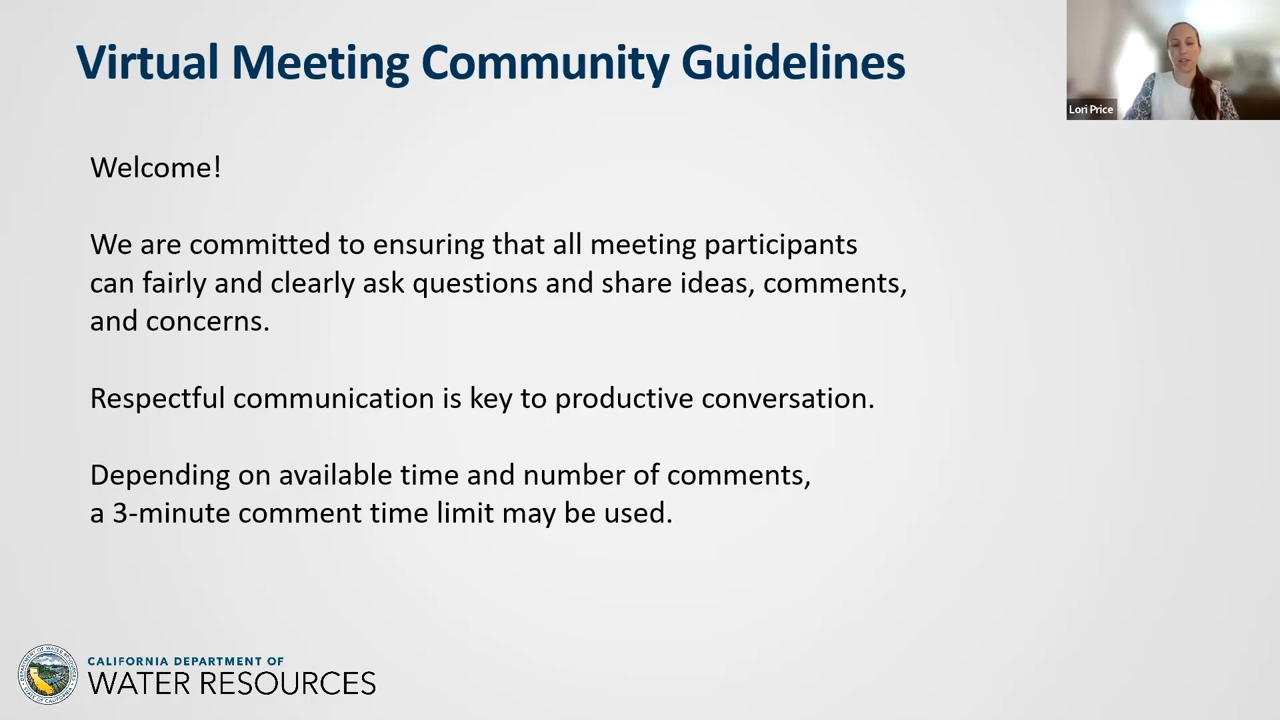 Virtual Meeting Community Guidelines
Lori Price
Welcome!
We are committed to ensuring that all meeting participants
can fairly and clearly ask questions and share ideas, comments,
and concerns.
Respectful communication is key to productive conversation.
Depending on available time and number of comments,
a 3-minute comment time limit may be used.
CALIFORNIA DEPARTMENT OF
WATER RESOURCES